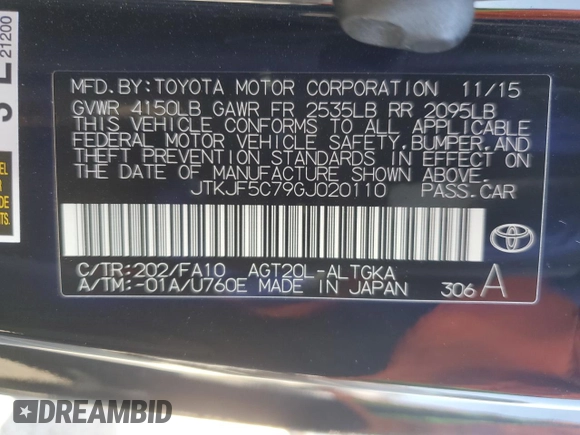 21200
MFD.BY:TOYOTA MOTOR CORPORATION 11/15
GVWR 4150LB GAWR FR 2535LB RR 2095LB
THIS VEHICLE CONFORMS TO ALL APPLICABLE
FEDERAL MOTOR VEHICLE SAFETY,BUMPER,AND
THEFT PREVENTION STANDARDS IN EFFECT ON
THE DATE OF MANUFACTURE SHOWN ABOVE.
JTKJF5C79GJ020110 PASS.CAR
C/TR:202/FA10 AGT20L-ALTGKA
A/TM:-01A/U760E MADE IN JAPAN 306 A
DREAMBID